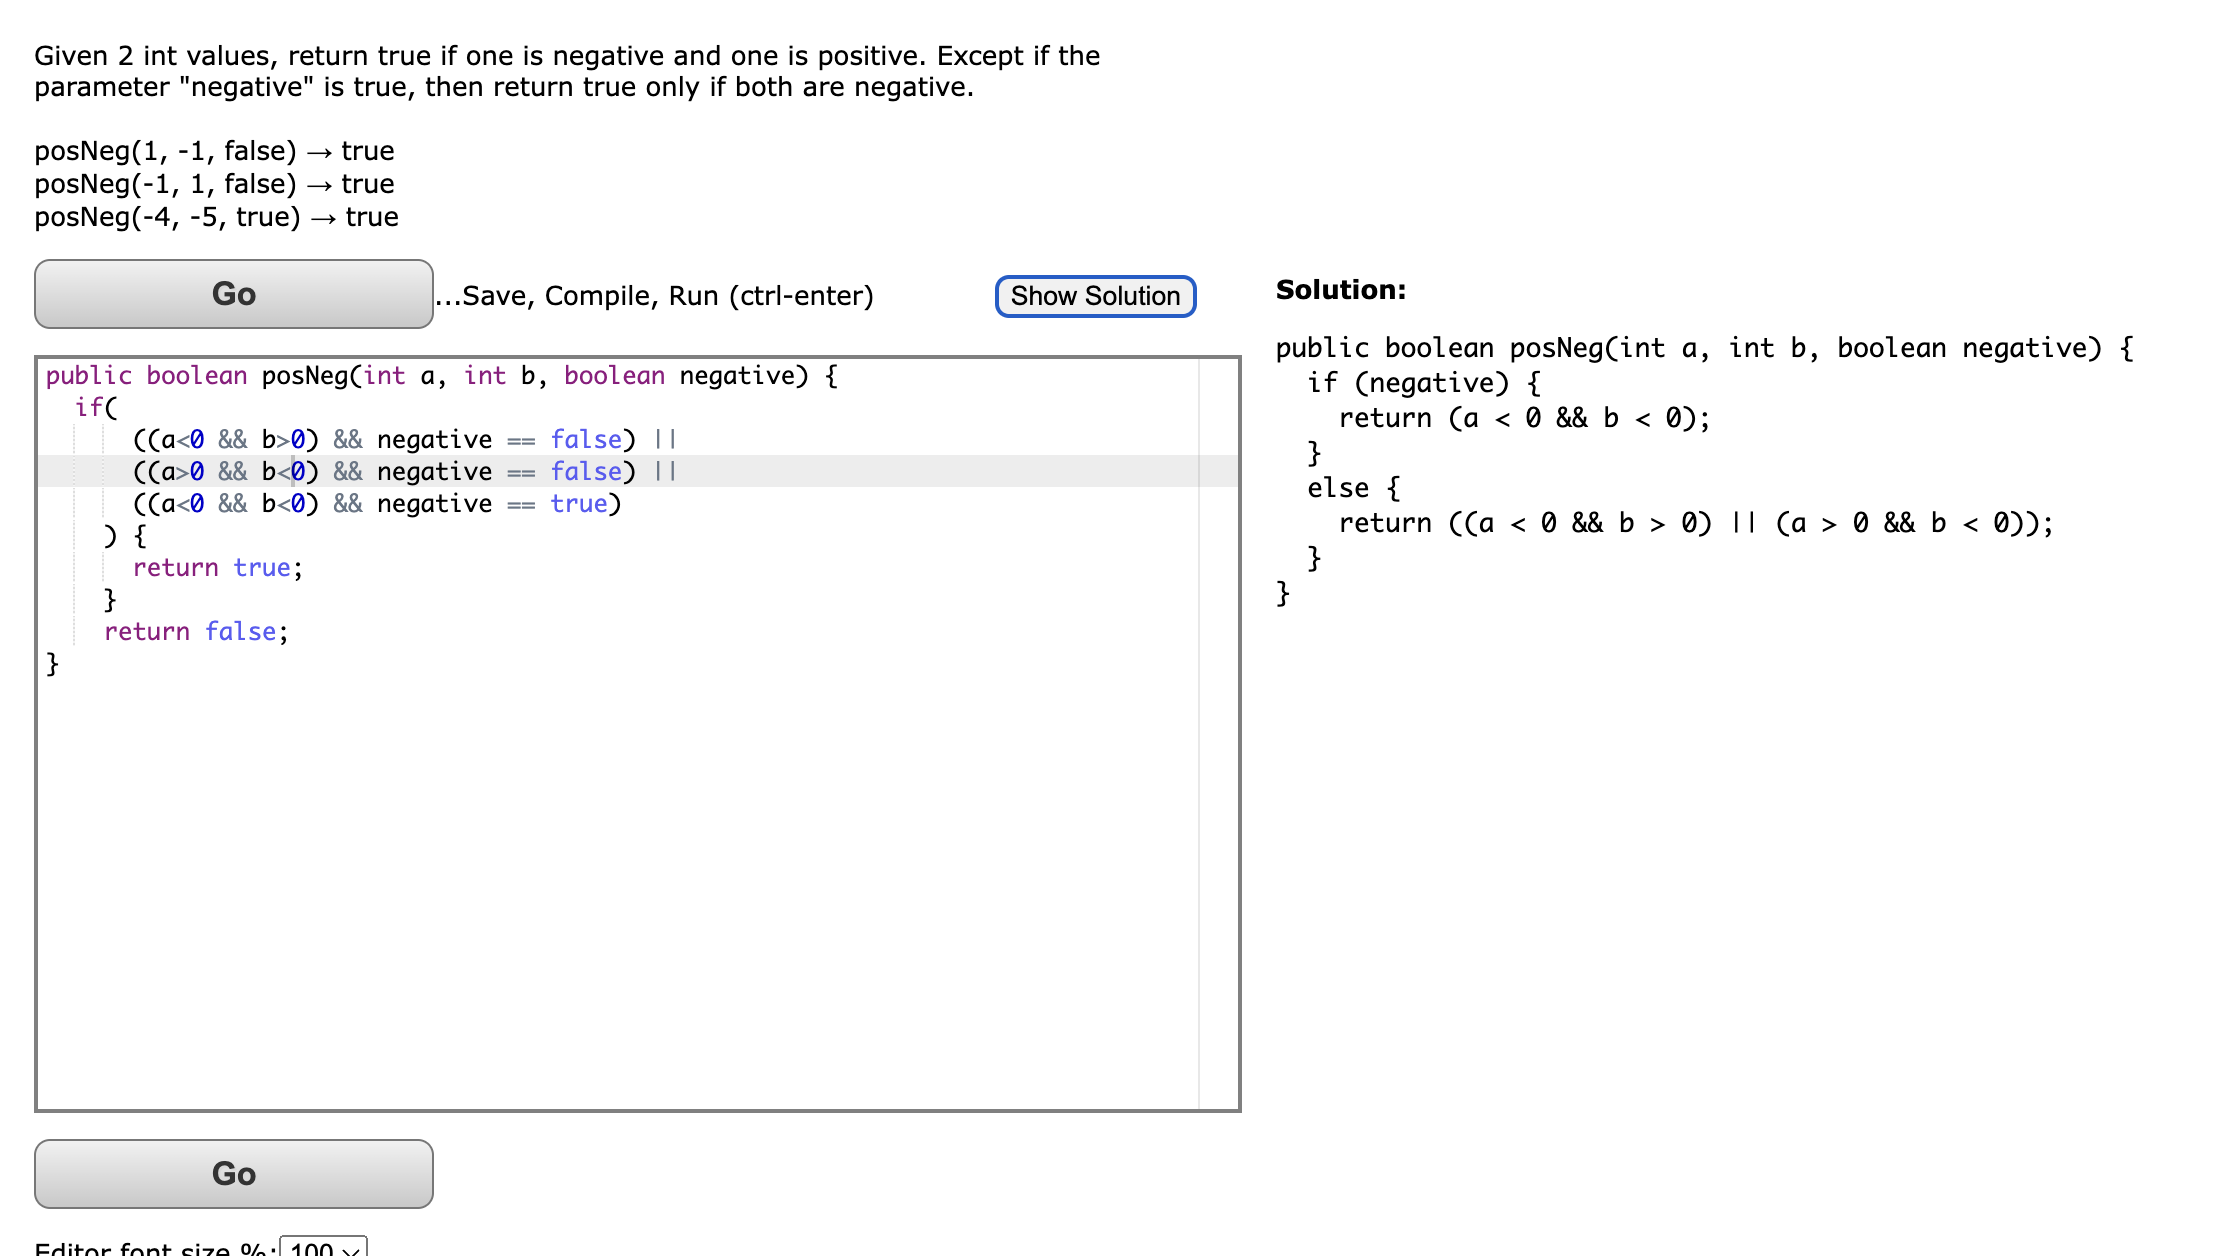 Given 2 int values, return true if one is negative and one is positive. Except if the
parameter "negative" is true, then return true only if both are negative.
posNeg(1, -1, false) → true
posNeg(-1, 1, false) → true
posNeg(-4, -5, true) → true
Go
...Save, Compile, Run (ctrl-enter)
Show Solution
public boolean posNeg(int a, int b, boolean negative) {
  if(
      ((a<0 && b>0) && negative == false) ||
      ((a>0 && b<0) && negative == false) ||
      ((a<0 && b<0) && negative == true)
    ) {
      return true;
    }
    return false;
}
Solution:
public boolean posNeg(int a, int b, boolean negative) {
  if (negative) {
    return (a < 0 && b < 0);
  }
  else {
    return ((a < 0 && b > 0) || (a > 0 && b < 0));
  }
}
Go
Editor font size %: 100